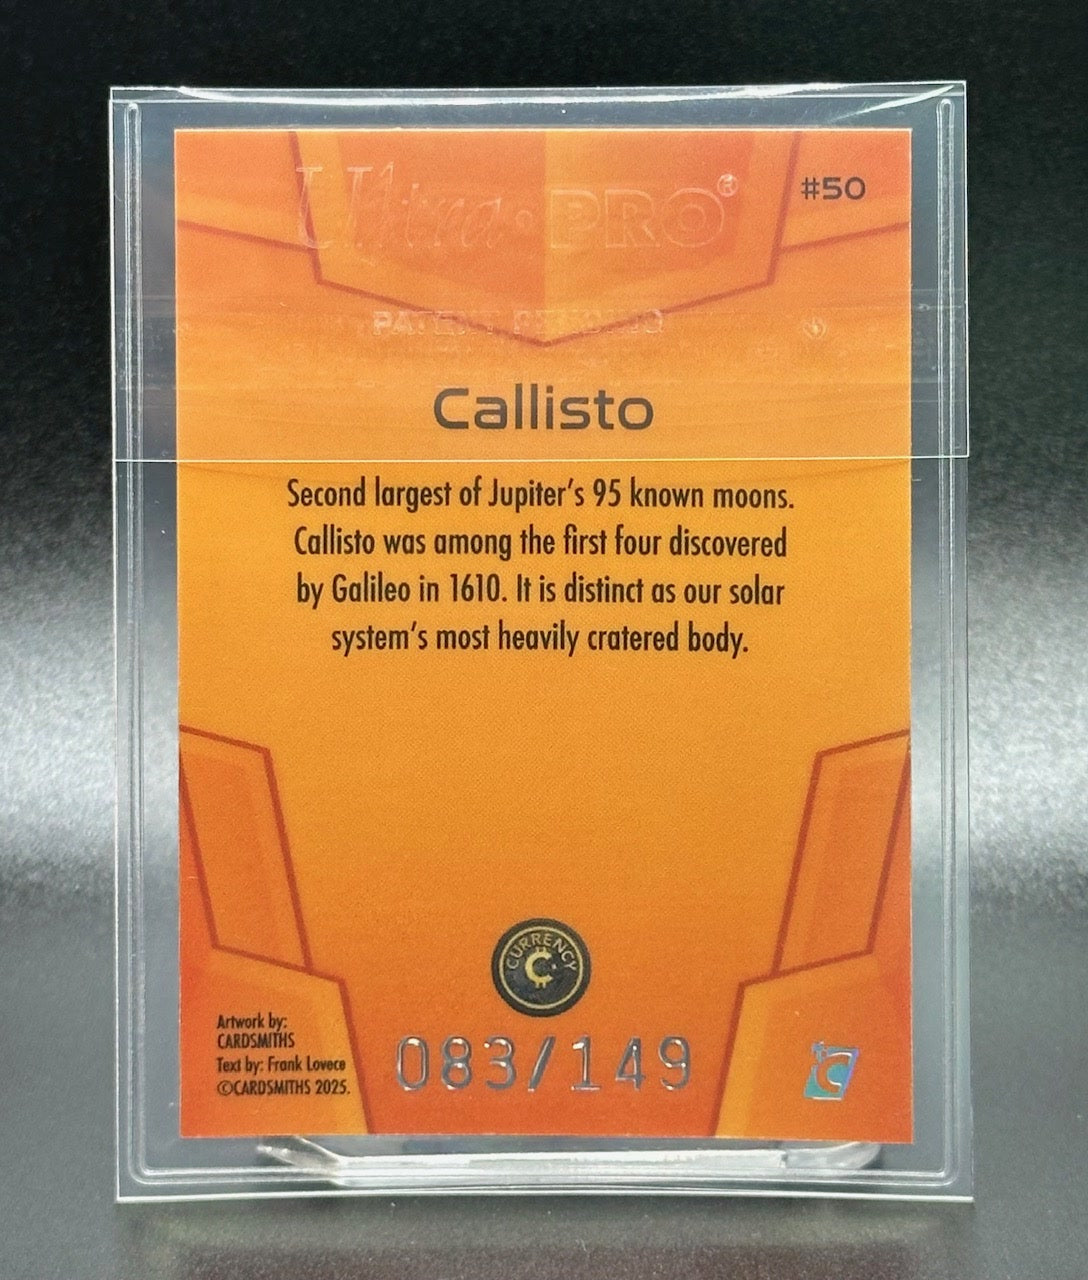 Ultra·PRO®
#50
PATENT PENDING
Callisto
Second largest of Jupiter's 95 known moons.
Callisto was among the first four discovered
by Galileo in 1610. It is distinct as our solar
system's most heavily cratered body.
CURRENCY
Artwork by:
CARDSMITHS
Text by: Frank Lovece
©CARDSMITHS 2025.
083/149